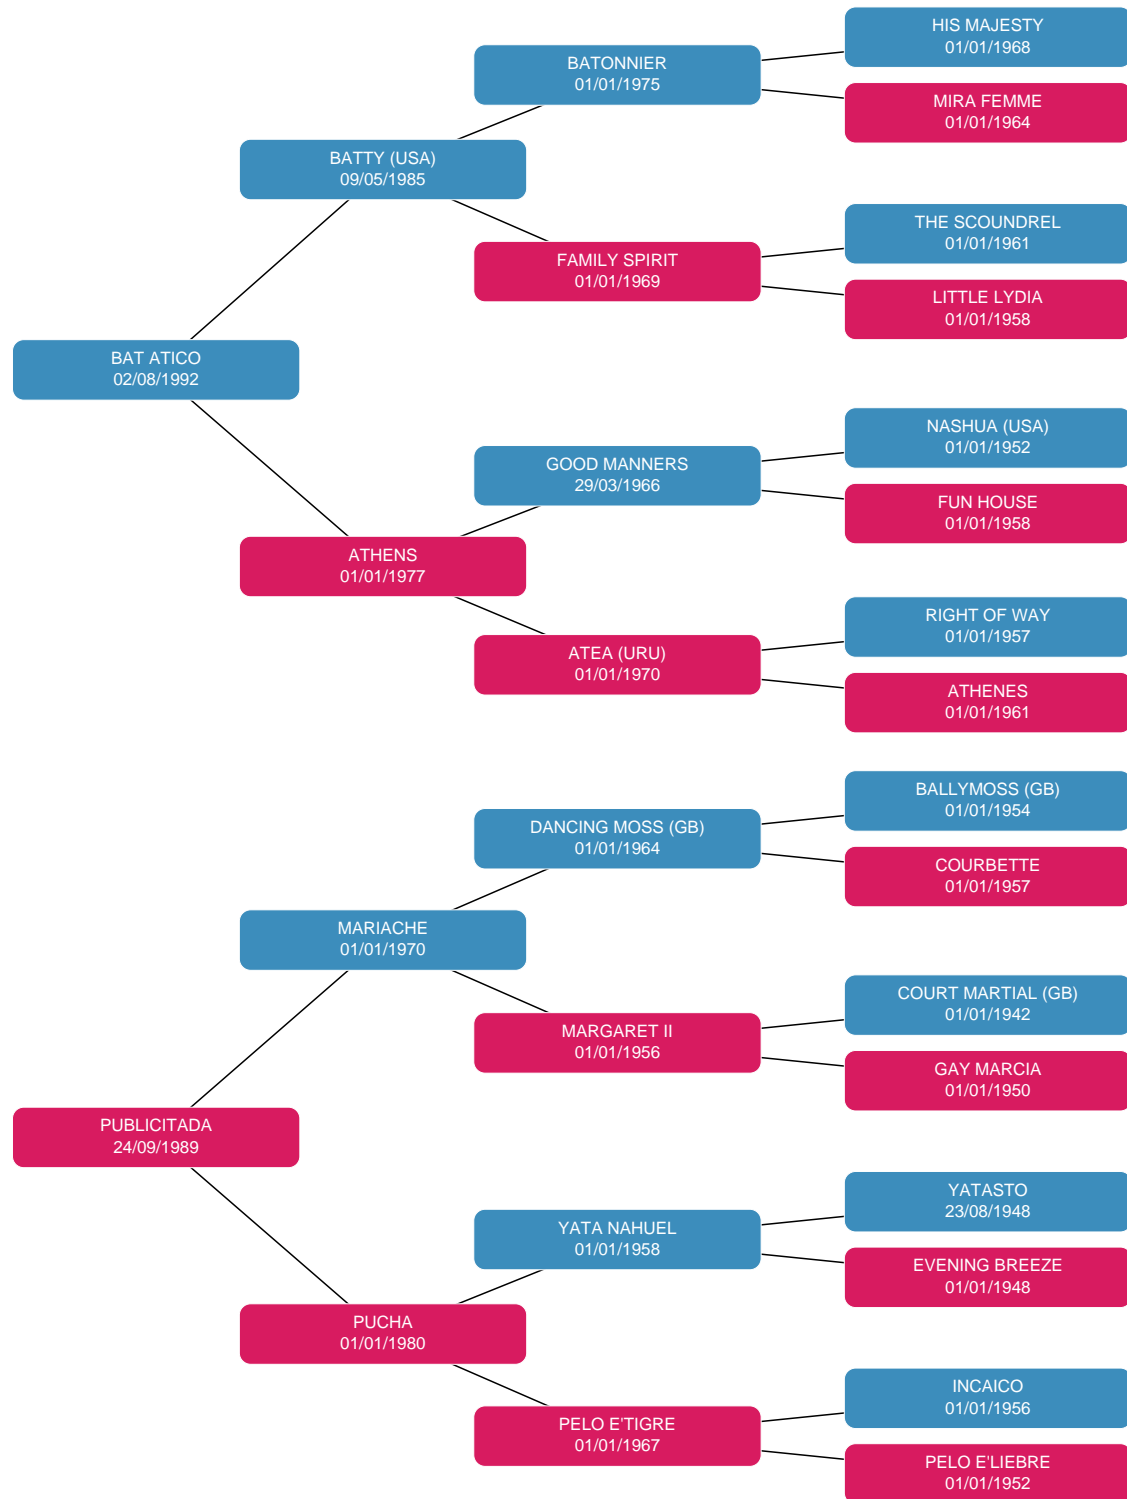 HIS MAJESTY
01/01/1968
BATONNIER
01/01/1975
MIRA FEMME
01/01/1964
BATTY (USA)
09/05/1985
THE SCOUNDREL
01/01/1961
FAMILY SPIRIT
01/01/1969
LITTLE LYDIA
01/01/1958
BAT ATICO
02/08/1992
NASHUA (USA)
01/01/1952
GOOD MANNERS
29/03/1966
FUN HOUSE
01/01/1958
ATHENS
01/01/1977
RIGHT OF WAY
01/01/1957
ATEA (URU)
01/01/1970
ATHENES
01/01/1961
BALLYMOSS (GB)
01/01/1954
DANCING MOSS (GB)
01/01/1964
COURBETTE
01/01/1957
MARIACHE
01/01/1970
COURT MARTIAL (GB)
01/01/1942
MARGARET II
01/01/1956
GAY MARCIA
01/01/1950
PUBLICITADA
24/09/1989
YATASTO
23/08/1948
YATA NAHUEL
01/01/1958
EVENING BREEZE
01/01/1948
PUCHA
01/01/1980
INCAICO
01/01/1956
PELO E'TIGRE
01/01/1967
PELO E'LIEBRE
01/01/1952